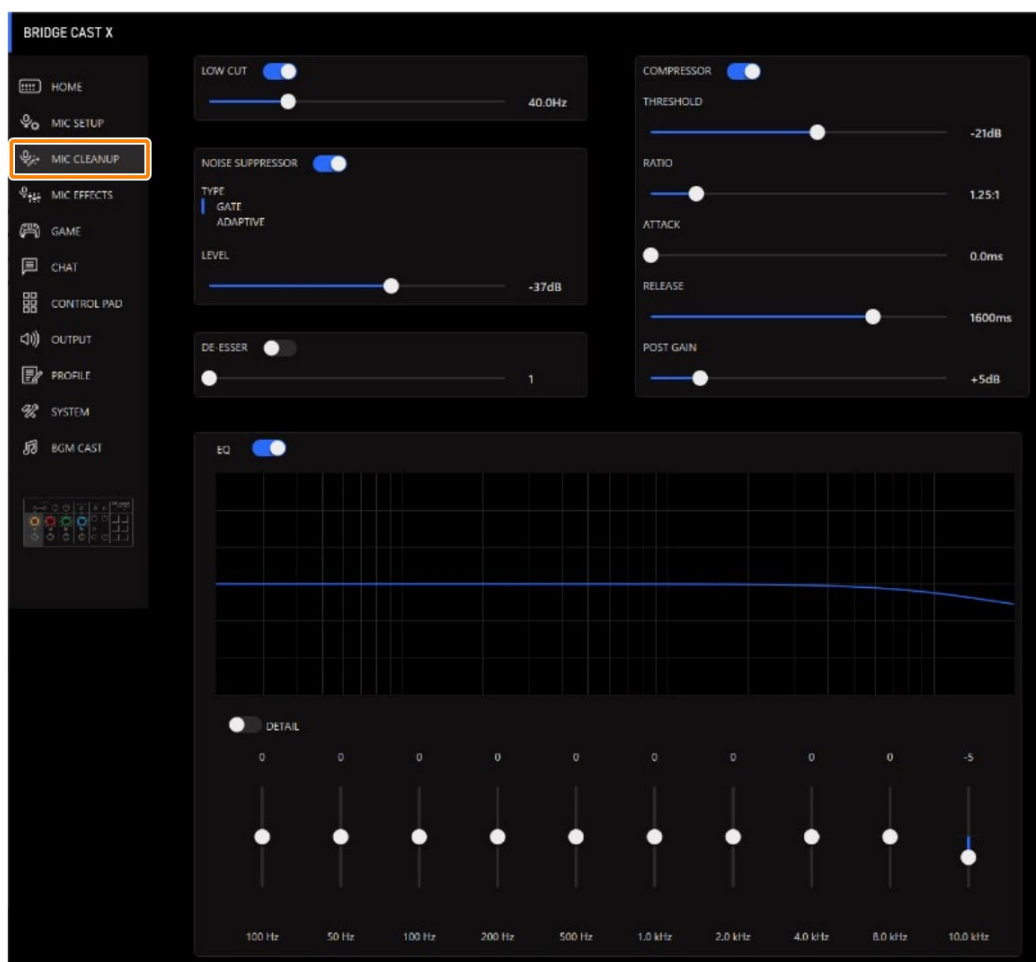 BRIDGE CAST X
HOME
MIC SETUP
MIC CLEANUP
MIC EFFECTS
GAME
CHAT
CONTROL PAD
OUTPUT
PROFILE
SYSTEM
BGM CAST
LOW CUT
40.0Hz
NOISE SUPPRESSOR
TYPE
GATE
ADAPTIVE
LEVEL
-37dB
DE-ESSER
1
COMPRESSOR
THRESHOLD
-21dB
RATIO
1.25:1
ATTACK
0.0ms
RELEASE
1600ms
POST GAIN
+5dB
EQ
DETAIL
0 0 0 0 0 0 0 0 0 -5
100 Hz 50 Hz 100 Hz 200 Hz 500 Hz 1.0 kHz 2.0 kHz 4.0 kHz 8.0 kHz 10.0 kHz